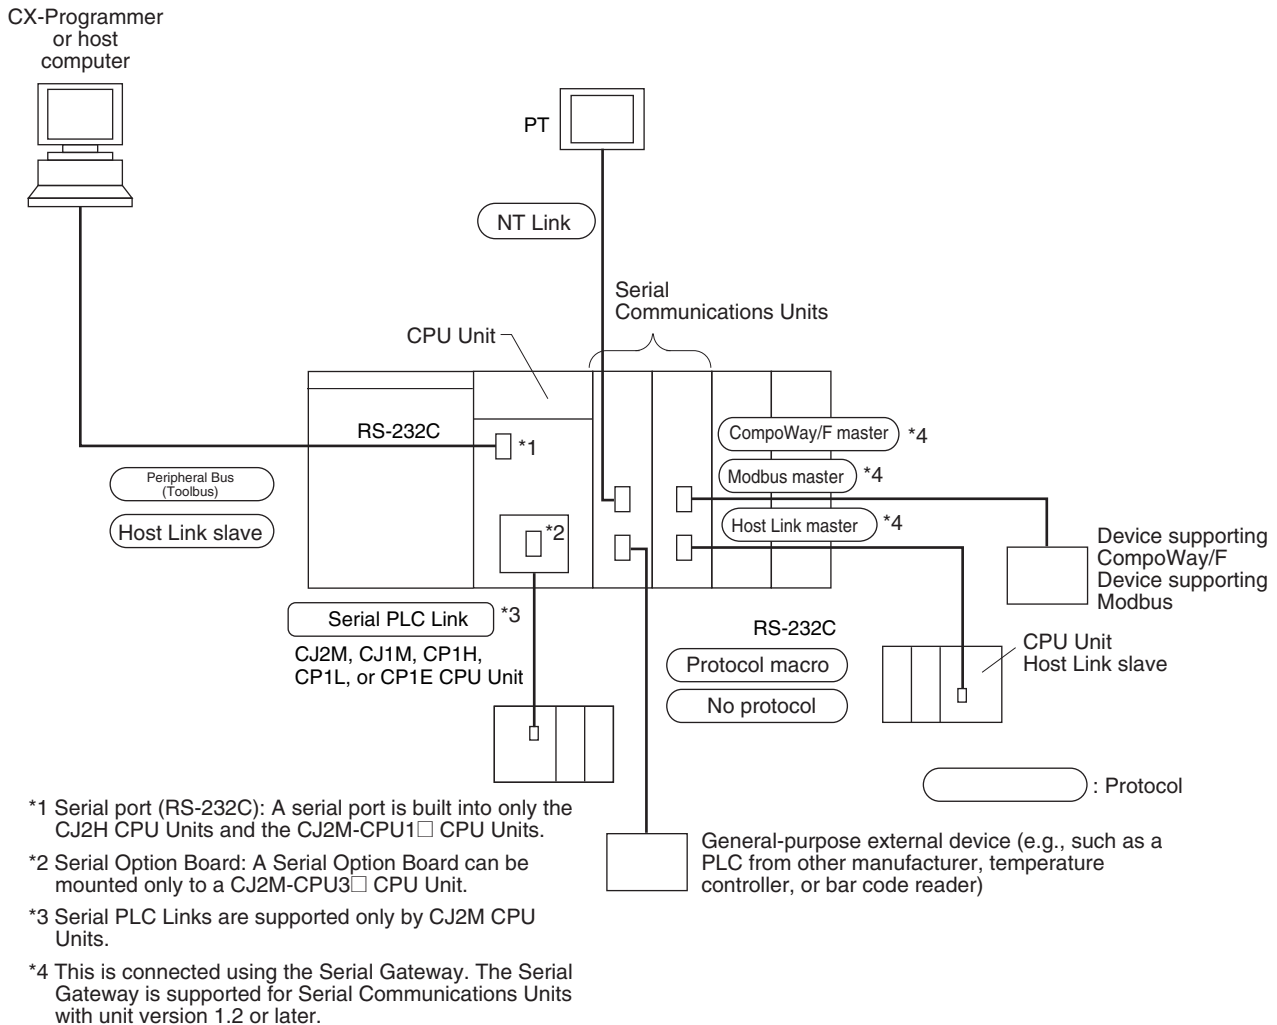 CX-Programmer
or host
computer
PT
NT Link
Serial
Communications Units
CPU Unit
RS-232C
*1
CompoWay/F master
*4
Peripheral Bus
(Toolbus)
Modbus master
*4
Host Link slave
*2
Host Link master
*4
Device supporting
CompoWay/F
Device supporting
Modbus
Serial PLC Link
*3
RS-232C
CJ2M, CJ1M, CP1H,
CP1L, or CP1E CPU Unit
Protocol macro
CPU Unit
Host Link slave
No protocol
: Protocol
*1 Serial port (RS-232C): A serial port is built into only the
CJ2H CPU Units and the CJ2M-CPU1□ CPU Units.
*2 Serial Option Board: A Serial Option Board can be
mounted only to a CJ2M-CPU3□ CPU Unit.
*3 Serial PLC Links are supported only by CJ2M CPU
Units.
*4 This is connected using the Serial Gateway. The Serial
Gateway is supported for Serial Communications Units
with unit version 1.2 or later.
General-purpose external device (e.g., such as a
PLC from other manufacturer, temperature
controller, or bar code reader)